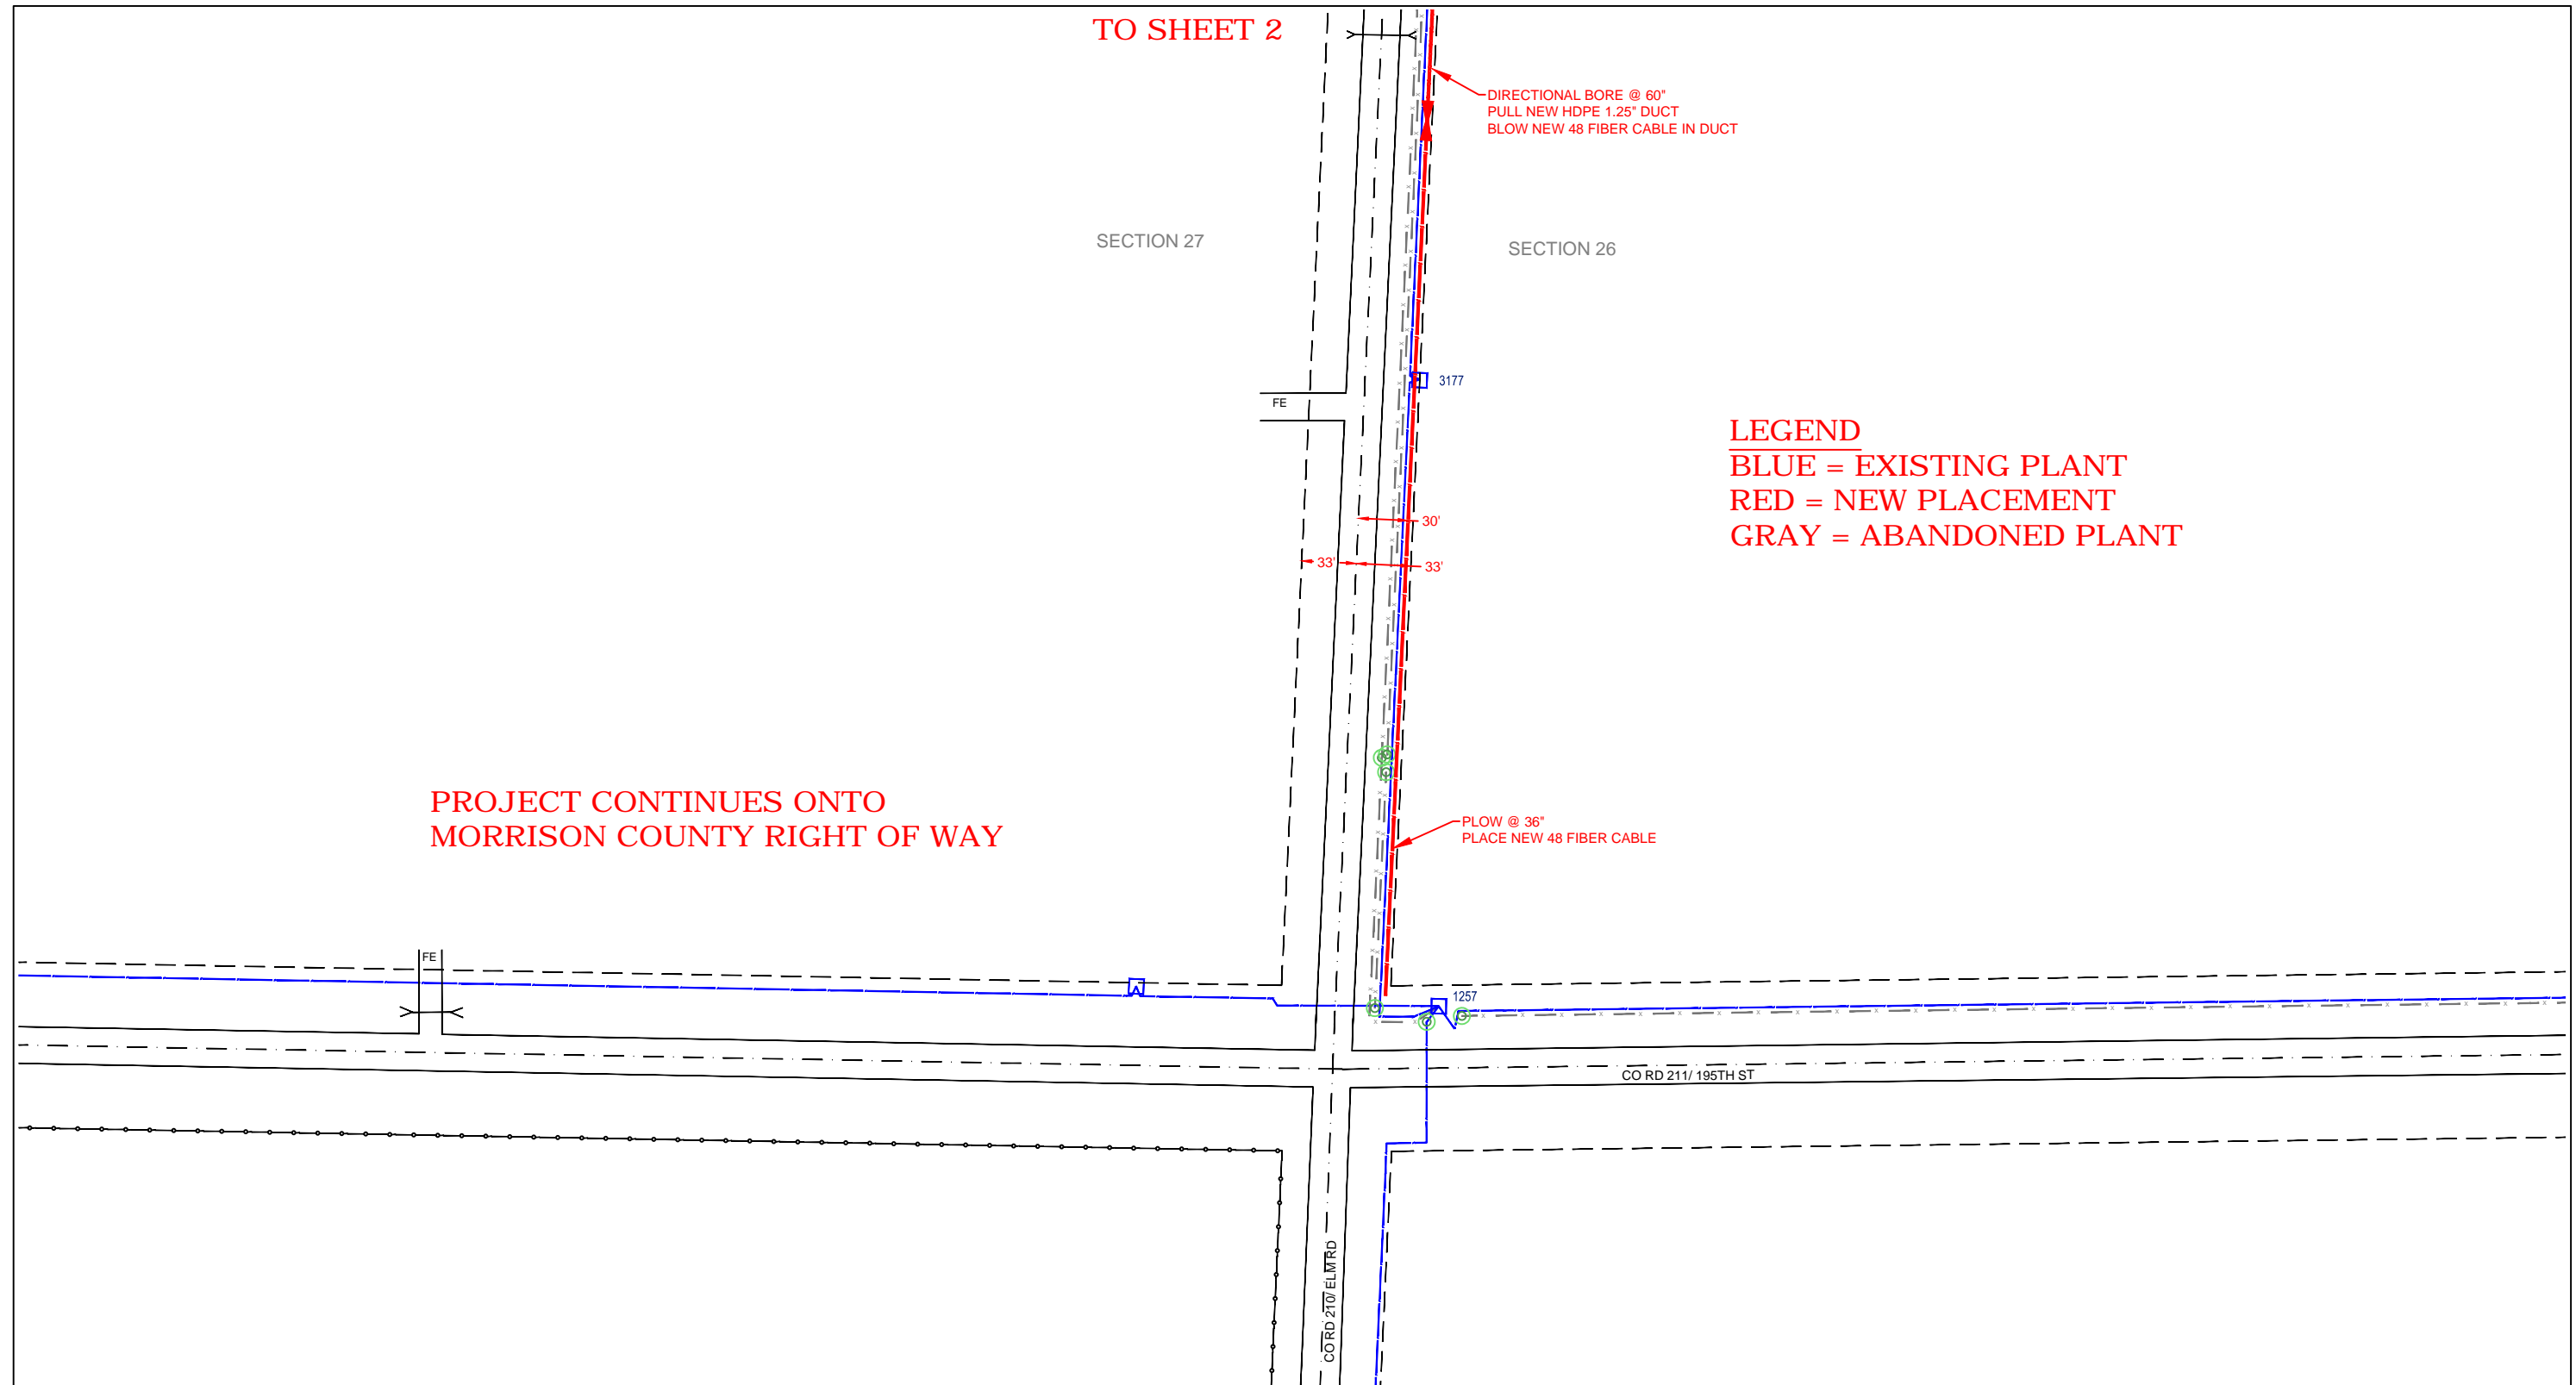 TO SHEET 2
DIRECTIONAL BORE @ 60"
PULL NEW HDPE 1.25" DUCT
BLOW NEW 48 FIBER CABLE IN DUCT
SECTION 27
SECTION 26
3177
FE
LEGEND
BLUE = EXISTING PLANT
RED = NEW PLACEMENT
GRAY = ABANDONED PLANT
30'
33'
33'
PROJECT CONTINUES ONTO
MORRISON COUNTY RIGHT OF WAY
PLOW @ 36"
PLACE NEW 48 FIBER CABLE
FE
1257
CO RD 211/ 195TH ST
CO RD 210/ ELM RD